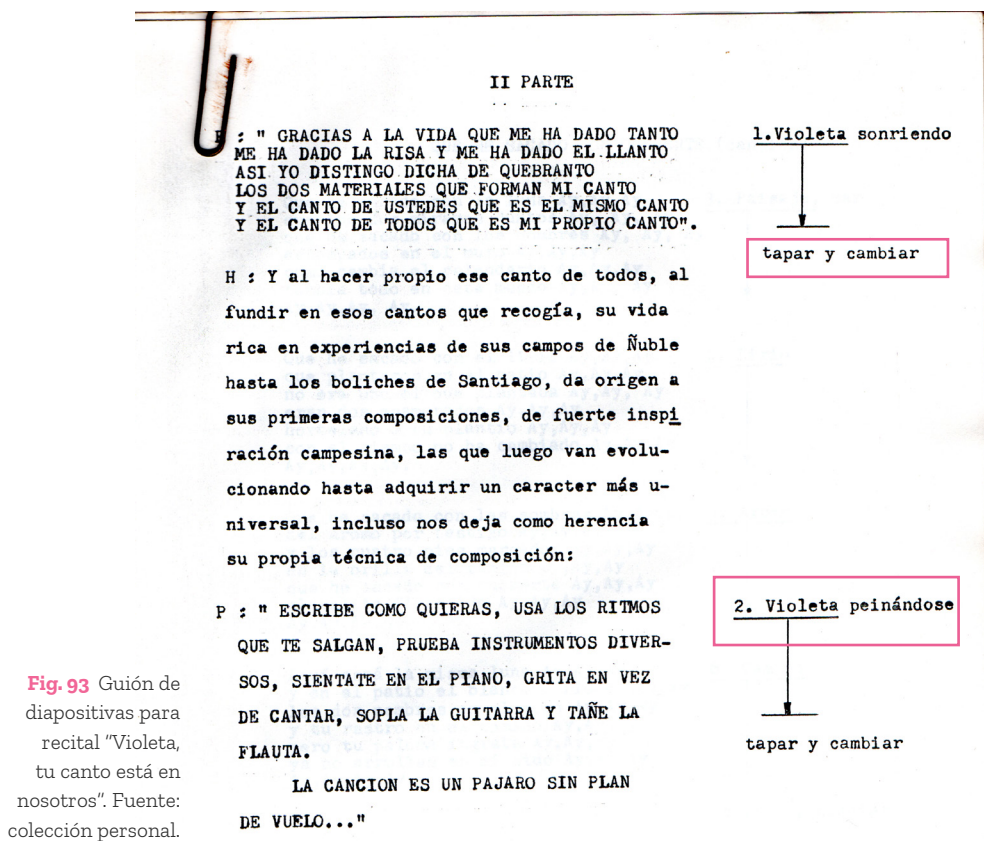 II PARTE
P : " GRACIAS A LA VIDA QUE ME HA DADO TANTO
ME HA DADO LA RISA Y ME HA DADO EL LLANTO
ASI YO DISTINGO DICHA DE QUEBRANTO
LOS DOS MATERIALES QUE FORMAN MI CANTO
Y EL CANTO DE USTEDES QUE ES EL MISMO CANTO
Y EL CANTO DE TODOS QUE ES MI PROPIO CANTO".
1.Violeta sonriendo
tapar y cambiar
H : Y al hacer propio ese canto de todos, al
fundir en esos cantos que recogía, su vida
rica en experiencias de sus campos de Ñuble
hasta los boliches de Santiago, da origen a
sus primeras composiciones, de fuerte inspi
ración campesina, las que luego van evolu-
cionando hasta adquirir un caracter más u-
niversal, incluso nos deja como herencia
su propia técnica de composición:
P : " ESCRIBE COMO QUIERAS, USA LOS RITMOS
QUE TE SALGAN, PRUEBA INSTRUMENTOS DIVER-
SOS, SIENTATE EN EL PIANO, GRITA EN VEZ
DE CANTAR, SOPLA LA GUITARRA Y TAÑE LA
FLAUTA.
LA CANCION ES UN PAJARO SIN PLAN
DE VUELO..."
2. Violeta peinándose
tapar y cambiar
Fig. 93 Guión de
diapositivas para
recital "Violeta,
tu canto está en
nosotros". Fuente:
colección personal.